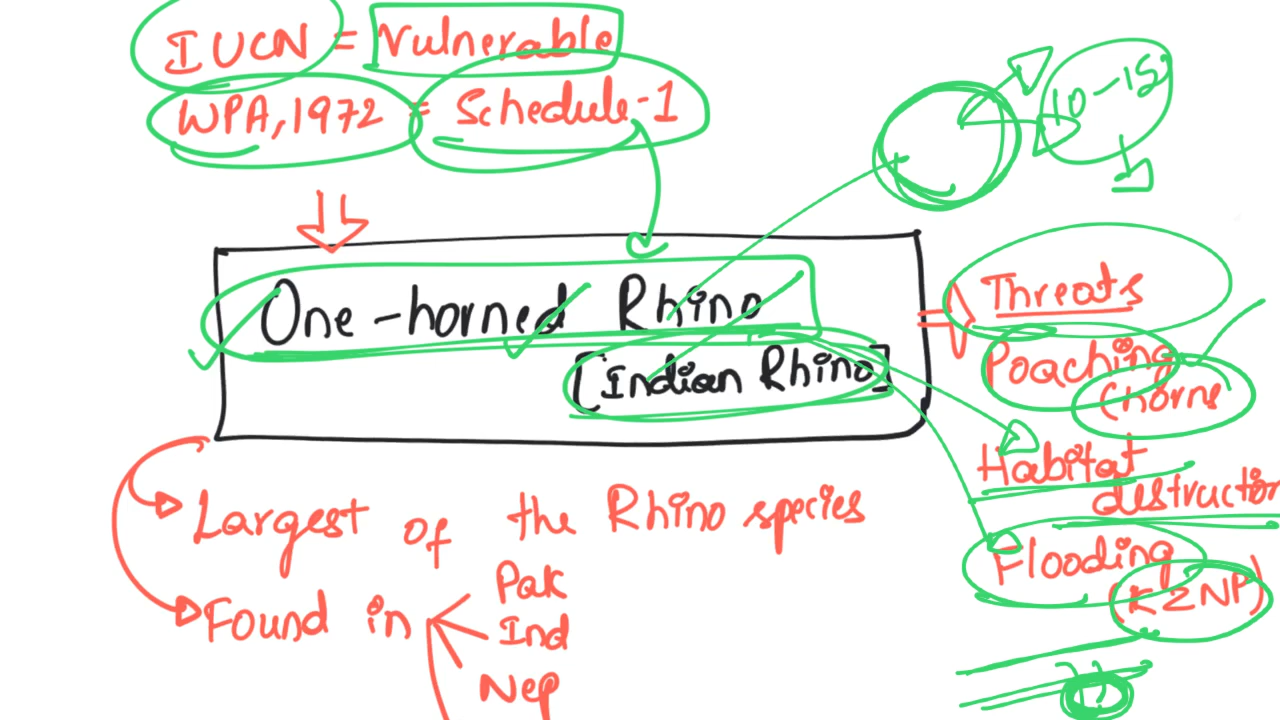 IUCN = Vulnerable
WPA, 1972 = Schedule-1
10-15
One-horned Rhino
[Indian Rhino]
Threats
Poaching
(horns
Habitat
destruction
Flooding
(KZNP)
Largest of the Rhino species
Found in
Pak
Ind
Nep